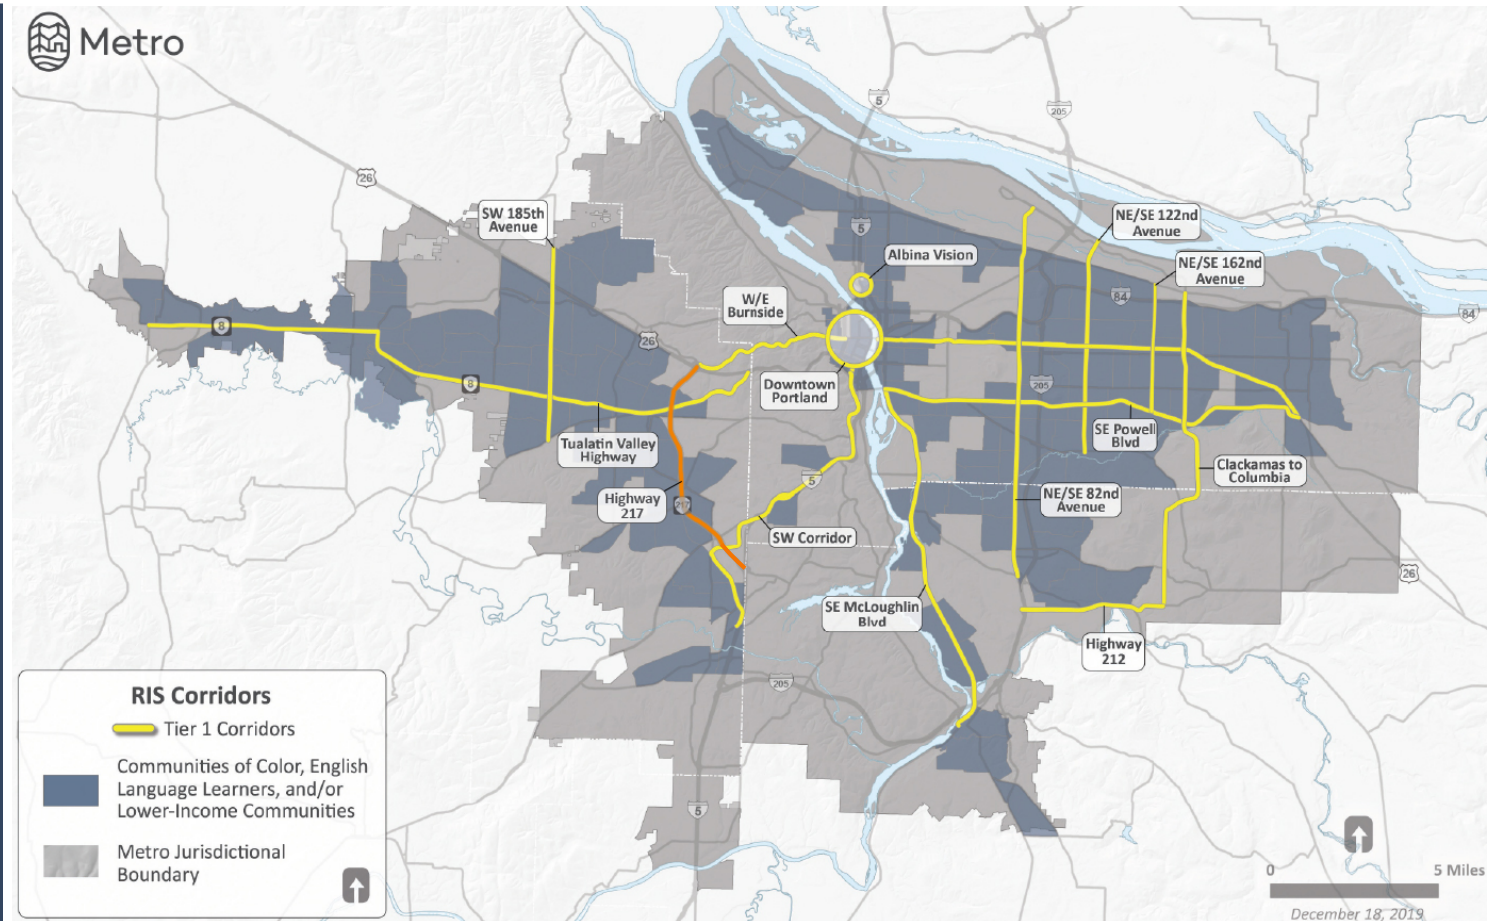 Metro
5
205
26
SW 185th
Avenue
NE/SE 122nd
Avenue
5
Albina Vision
NE/SE 162nd
Avenue
W/E
Burnside
84
84
8
26
8
Downtown
Portland
205
Tualatin Valley
Highway
SE Powell
Blvd
Highway
217
217
5
Clackamas to
Columbia
NE/SE 82nd
Avenue
SW Corridor
26
SE McLoughlin
Blvd
Highway
212
205
5
RIS Corridors
Tier 1 Corridors
Communities of Color, English
Language Learners, and/or
Lower-Income Communities
Metro Jurisdictional
Boundary
0
5 Miles
December 18, 2019